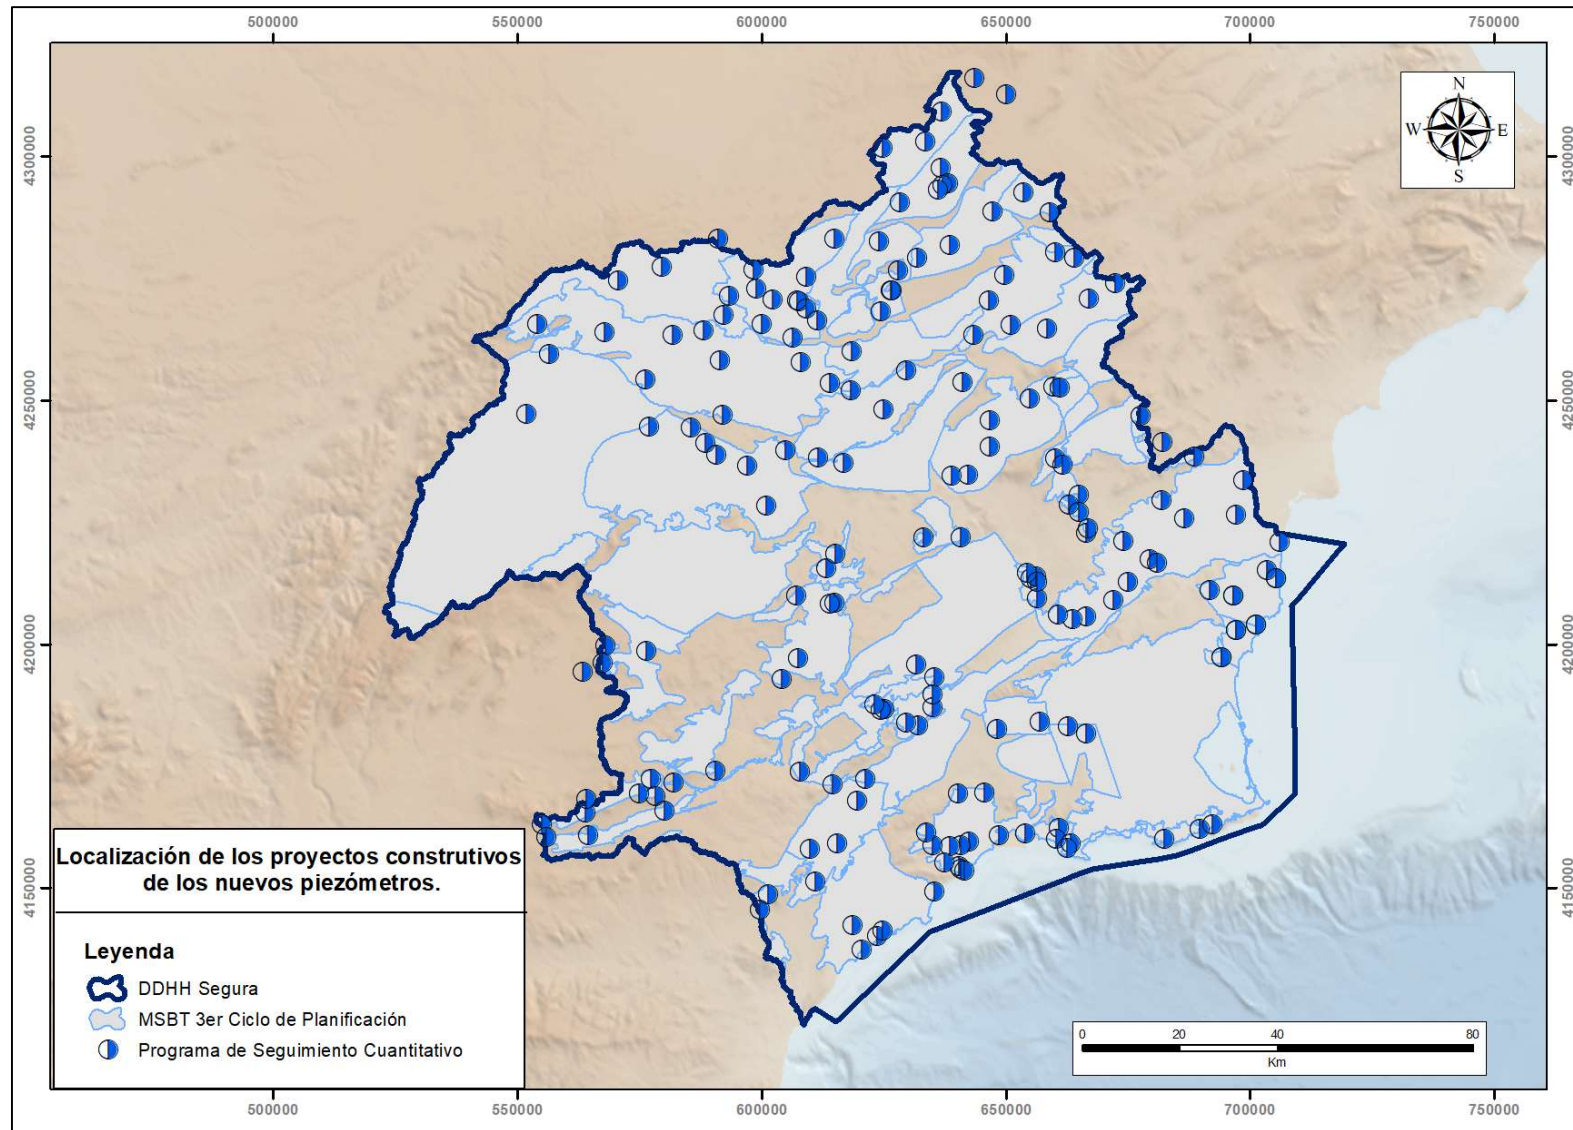 500000 550000 600000 650000 700000 750000
N
W E
S
4300000 4300000
4250000 4250000
4200000 4200000
4150000 4150000
Localización de los proyectos construtivos
de los nuevos piezómetros.
Leyenda
DDHH Segura
MSBT 3er Ciclo de Planificación
Programa de Seguimiento Cuantitativo
0 20 40 80
Km
500000 550000 600000 650000 700000 750000